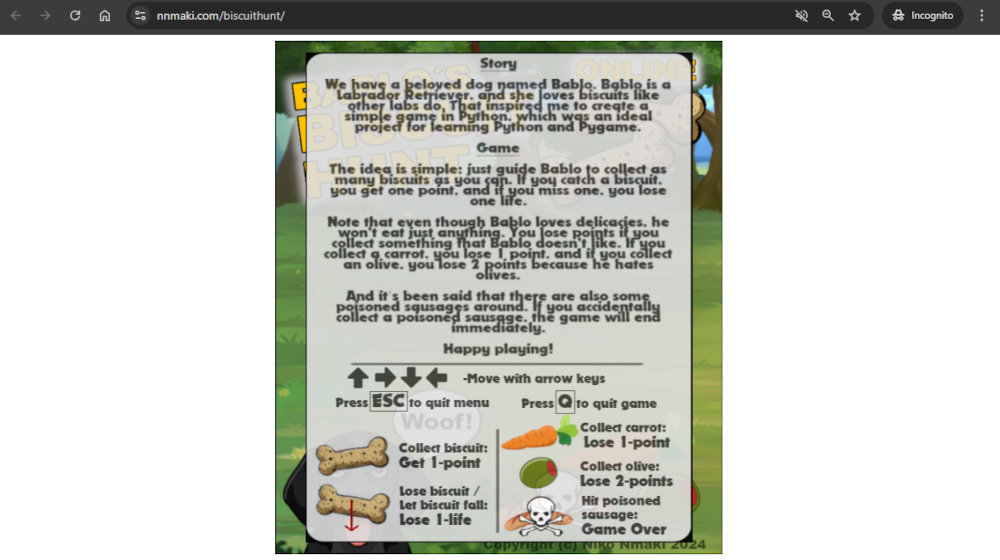 nnmaki.com/biscuithunt/
Incognito
BABLO'S
BISCUIT
HUNT
ONLINE
Story
We have a beloved dog named Bablo. Bablo is a
Labrador Retriever, and she loves biscuits like
other labs do. That inspired me to create a
simple game in Python, which was an ideal
project for learning Python and Pygame.
Game
The idea is simple: just guide Bablo to collect as
many biscuits as you can. If you catch a biscuit,
you get one point, and if you miss one, you lose
one life.
Note that even though Bablo loves delicacies, he
won't eat just anything. You lose points if you
collect something that Bablo doesn't like. If you
collect a carrot, you lose 1 point, and if you collect
an olive, you lose 2 points because he hates
olives.
And it's been said that there are also some
poisoned sausages around. If you accidentally
collect a poisoned sausage, the game will end
immediately.
Happy playing!
-Move with arrow keys
Press ESC to quit menu
Press Q to quit game
Woof!
Collect biscuit:
Get 1-point
Lose biscuit /
Let biscuit fall:
Lose 1-life
Collect carrot:
Lose 1-point
Collect olive:
Lose 2-points
Hit poisoned
sausage:
Game Over
Copyright (c) Niko Nmaki 2024